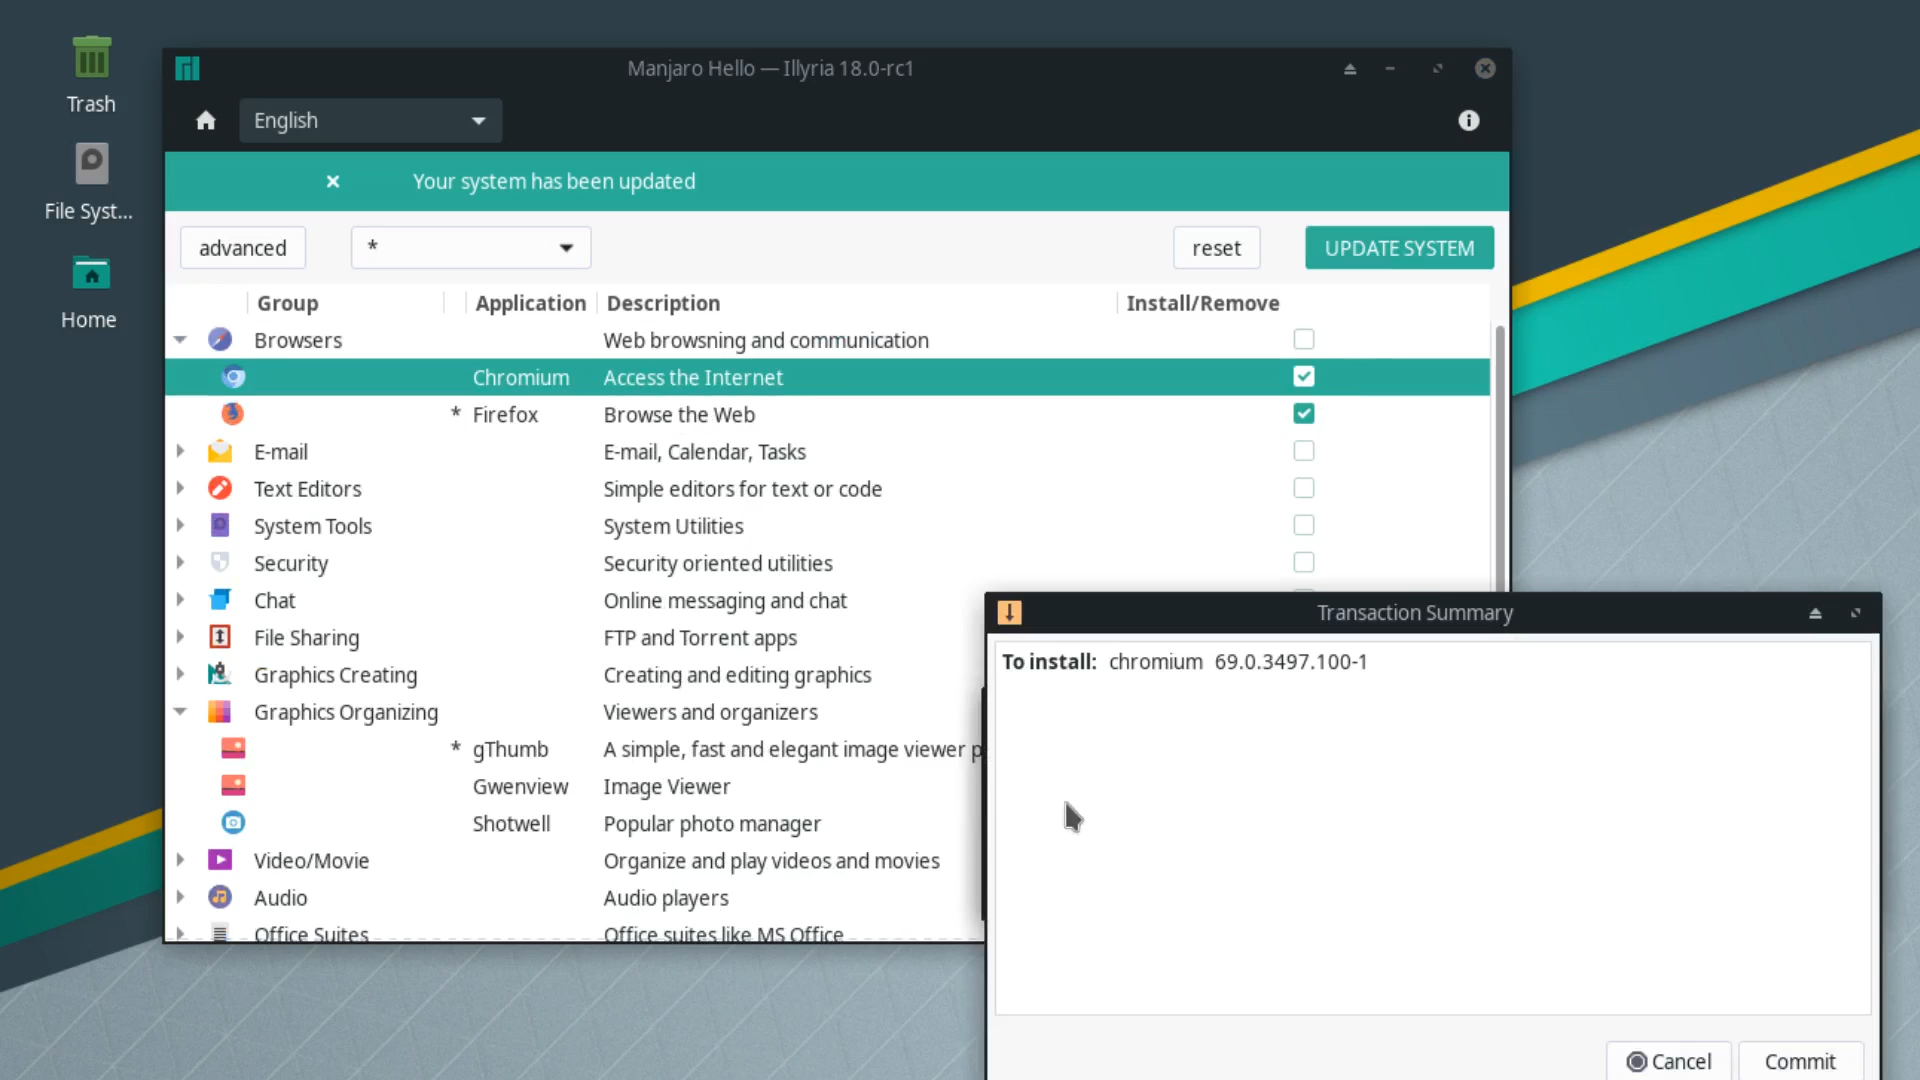 Trash
File Syst...
Home
Manjaro Hello — Illyria 18.0-rc1
English
Your system has been updated
advanced * reset UPDATE SYSTEM
Group Application Description Install/Remove
Browsers Web browsning and communication
Chromium Access the Internet
* Firefox Browse the Web
E-mail E-mail, Calendar, Tasks
Text Editors Simple editors for text or code
System Tools System Utilities
Security Security oriented utilities
Chat Online messaging and chat
File Sharing FTP and Torrent apps
Graphics Creating Creating and editing graphics
Graphics Organizing Viewers and organizers
* gThumb A simple, fast and elegant image viewer p
Gwenview Image Viewer
Shotwell Popular photo manager
Video/Movie Organize and play videos and movies
Audio Audio players
Office Suites Office suites like MS Office
Transaction Summary
To install: chromium 69.0.3497.100-1
Cancel Commit